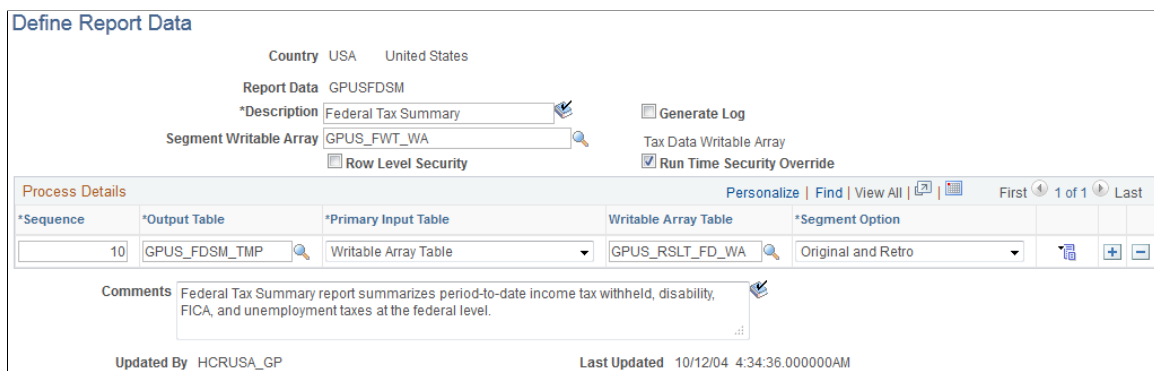 Define Report Data
Country USA United States
Report Data GPUSFDSM
*Description Federal Tax Summary Generate Log
Segment Writable Array GPUS_FWT_WA Tax Data Writable Array
Row Level Security Run Time Security Override
Process Details Personalize | Find | View All | First 1 of 1 Last
*Sequence *Output Table *Primary Input Table Writable Array Table *Segment Option
10 GPUS_FDSM_TMP Writable Array Table GPUS_RSLT_FD_WA Original and Retro
Comments Federal Tax Summary report summarizes period-to-date income tax withheld, disability,
FICA, and unemployment taxes at the federal level.
Updated By HCRUSA_GP Last Updated 10/12/04 4:34:36.000000AM